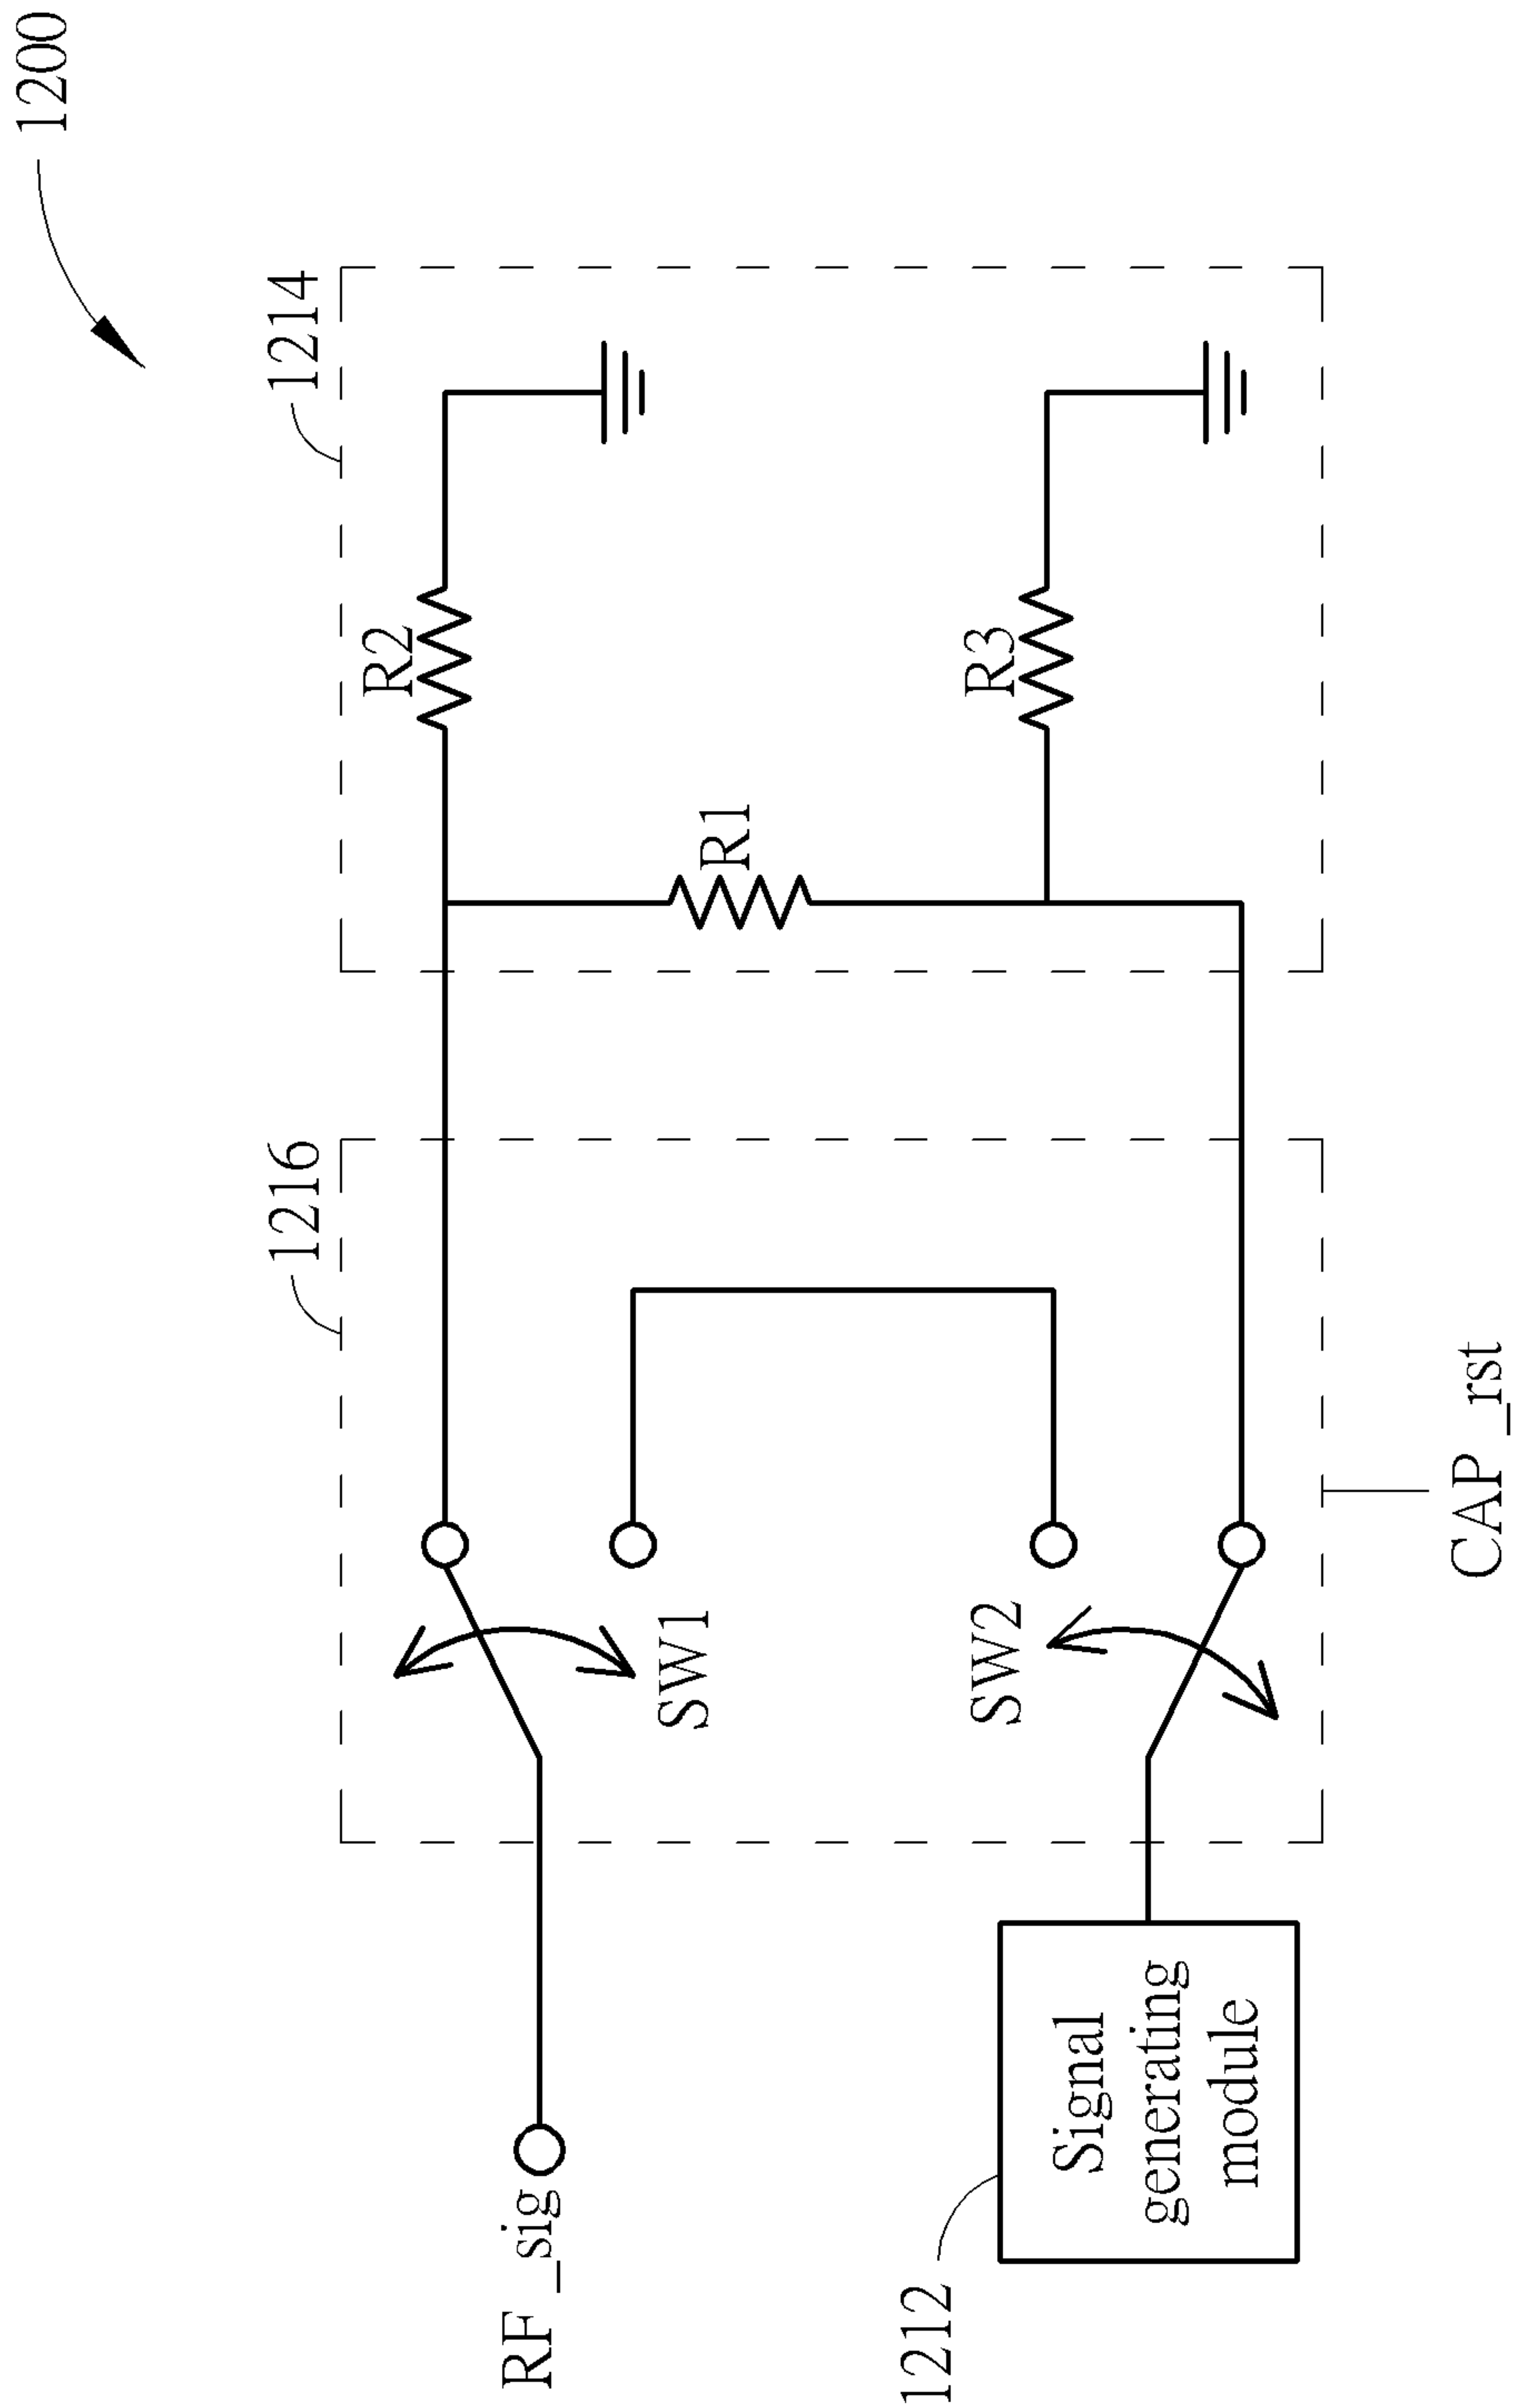 1200
1216
1214
RF_sig
SW1
R2
R1
SW2
R3
1212
Signal
generating
module
CAP_rst